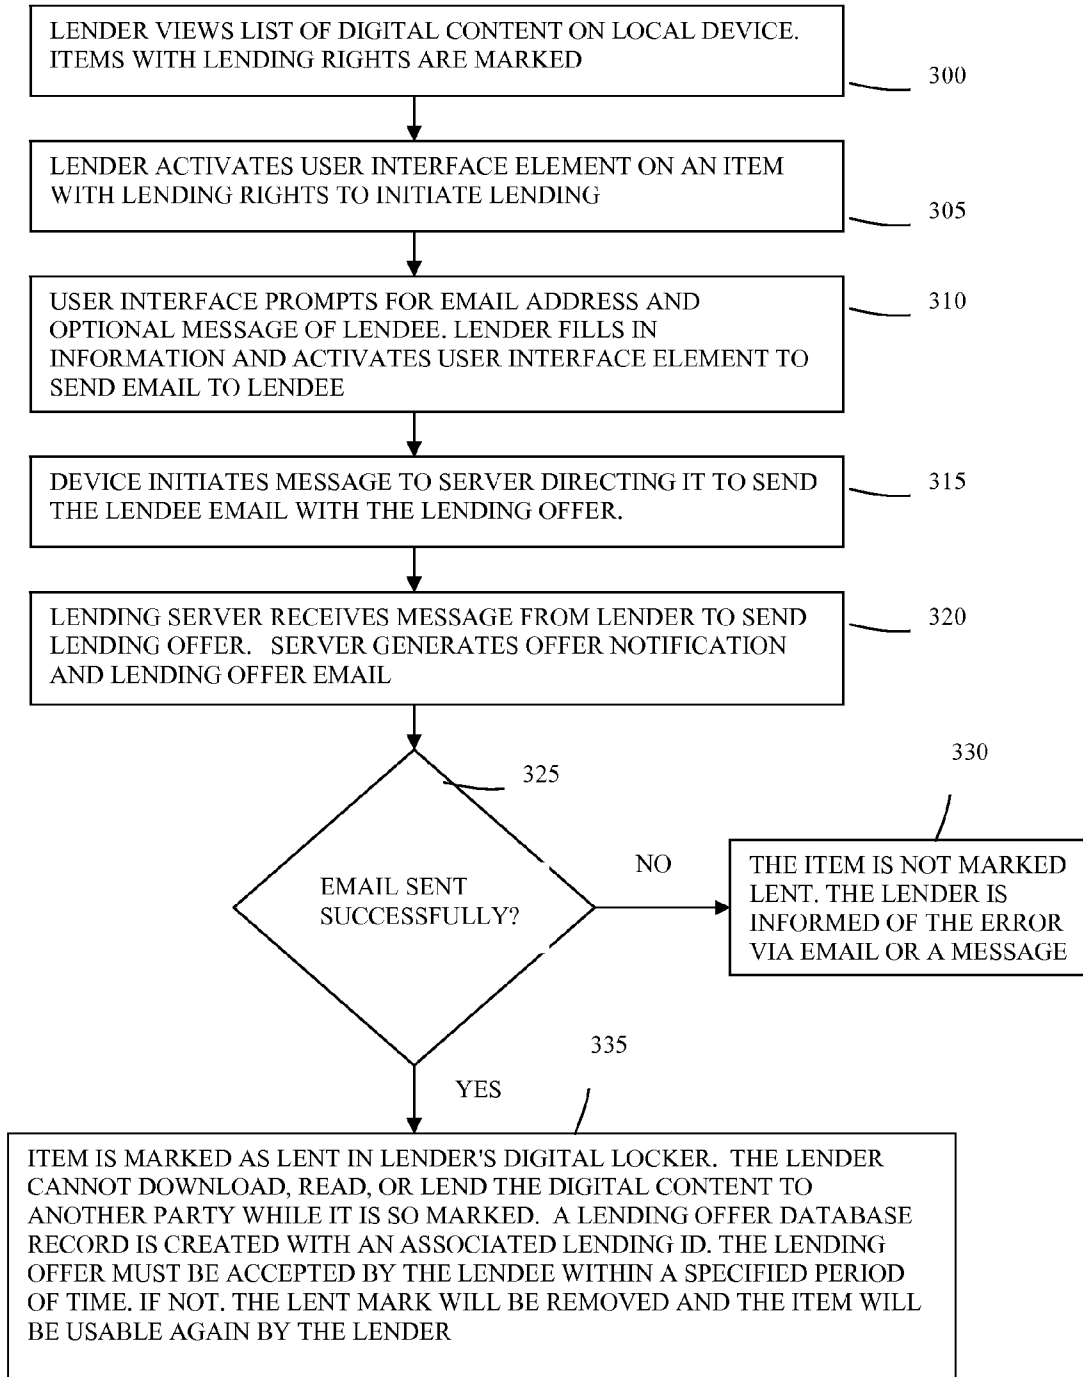 LENDER VIEWS LIST OF DIGITAL CONTENT ON LOCAL DEVICE.
ITEMS WITH LENDING RIGHTS ARE MARKED
300
LENDER ACTIVATES USER INTERFACE ELEMENT ON AN ITEM
WITH LENDING RIGHTS TO INITIATE LENDING
305
USER INTERFACE PROMPTS FOR EMAIL ADDRESS AND
OPTIONAL MESSAGE OF LENDEE. LENDER FILLS IN
INFORMATION AND ACTIVATES USER INTERFACE ELEMENT TO
SEND EMAIL TO LENDEE
310
DEVICE INITIATES MESSAGE TO SERVER DIRECTING IT TO SEND
THE LENDEE EMAIL WITH THE LENDING OFFER.
315
LENDING SERVER RECEIVES MESSAGE FROM LENDER TO SEND
LENDING OFFER. SERVER GENERATES OFFER NOTIFICATION
AND LENDING OFFER EMAIL
320
325
EMAIL SENT
SUCCESSFULLY?
NO
330
THE ITEM IS NOT MARKED
LENT. THE LENDER IS
INFORMED OF THE ERROR
VIA EMAIL OR A MESSAGE
YES
335
ITEM IS MARKED AS LENT IN LENDER'S DIGITAL LOCKER. THE LENDER
CANNOT DOWNLOAD, READ, OR LEND THE DIGITAL CONTENT TO
ANOTHER PARTY WHILE IT IS SO MARKED. A LENDING OFFER DATABASE
RECORD IS CREATED WITH AN ASSOCIATED LENDING ID. THE LENDING
OFFER MUST BE ACCEPTED BY THE LENDEE WITHIN A SPECIFIED PERIOD
OF TIME. IF NOT. THE LENT MARK WILL BE REMOVED AND THE ITEM WILL
BE USABLE AGAIN BY THE LENDER